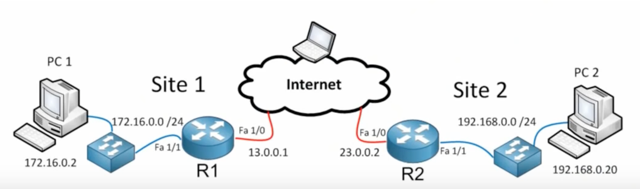 PC 1
Site 1
172.16.0.0 /24
Fa 1/0
Fa 1/1
172.16.0.2
R1
13.0.0.1
Internet
Site 2
PC 2
192.168.0.0 /24
Fa 1/0
23.0.0.2
Fa 1/1
R2
192.168.0.20